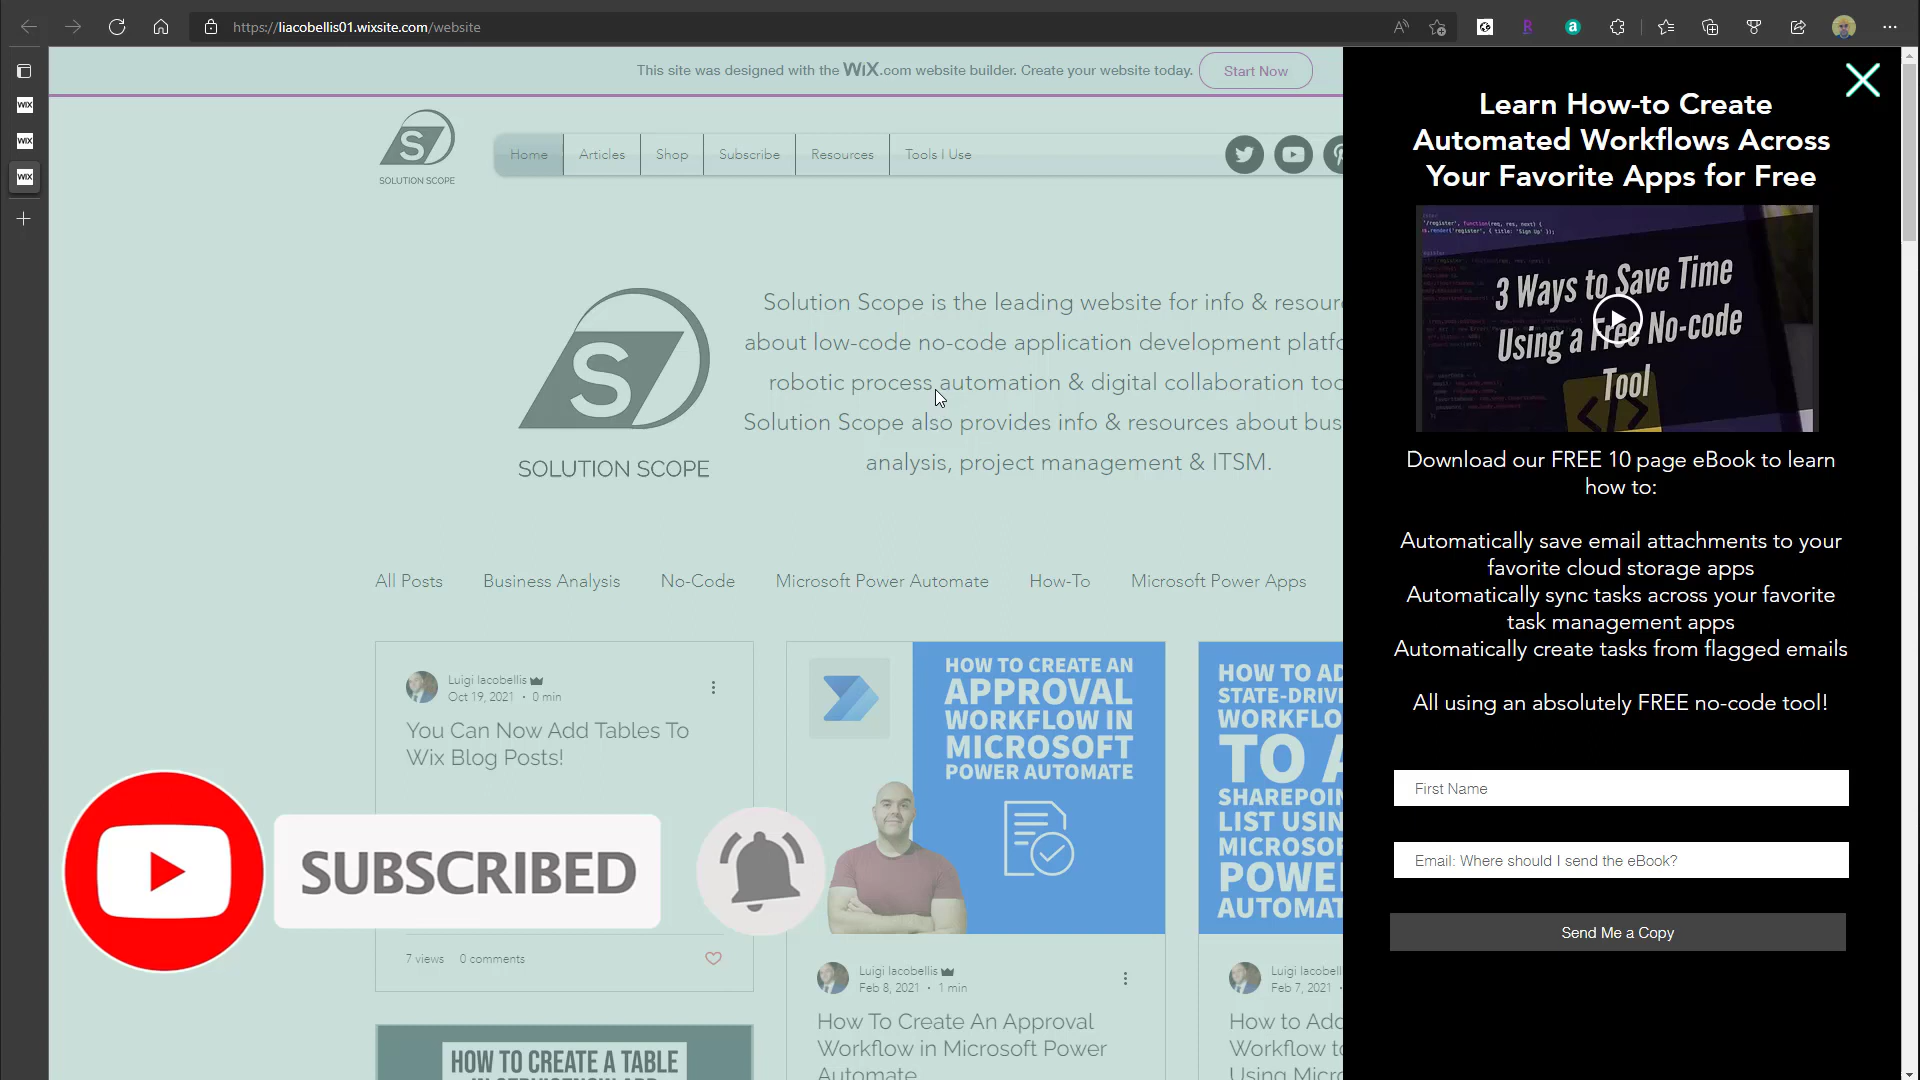 https://liacobellis01.wixsite.com/website
WIX
WIX
WIX
This site was designed with the WiX.com website builder. Create your website today.
Start Now
S
SOLUTION SCOPE
Home
Articles
Shop
Subscribe
Resources
Tools I Use
Solution Scope is the leading website for info & resour
about low-code no-code application development platfo
robotic process automation & digital collaboration too
Solution Scope also provides info & resources about bus
analysis, project management & ITSM.
S
SOLUTION SCOPE
All Posts
Business Analysis
No-Code
Microsoft Power Automate
How-To
Microsoft Power Apps
Luigi Iacobellis
Oct 19, 2021 · 0 min
You Can Now Add Tables To
Wix Blog Posts!
7 views 0 comments
HOW TO CREATE A TABLE
HOW TO CREATE AN
APPROVAL
WORKFLOW IN
MICROSOFT
POWER AUTOMATE
Luigi Iacobellis
Feb 8, 2021 · 1 min
How To Create An Approval
Workflow in Microsoft Power
Automate
HOW TO AD
STATE-DRIVE
WORKFLO
TO A
SHAREPOIN
LIST USIN
MICROSO
POWE
AUTOMAT
Luigi Iacobell
Feb 7, 2021 ·
How to Add
Workflow to
Using Micro
SUBSCRIBED
Learn How-to Create
Automated Workflows Across
Your Favorite Apps for Free
3 Ways to Save Time
Using a Free No-code
Tool
Download our FREE 10 page eBook to learn
how to:
Automatically save email attachments to your
favorite cloud storage apps
Automatically sync tasks across your favorite
task management apps
Automatically create tasks from flagged emails
All using an absolutely FREE no-code tool!
First Name
Email: Where should I send the eBook?
Send Me a Copy